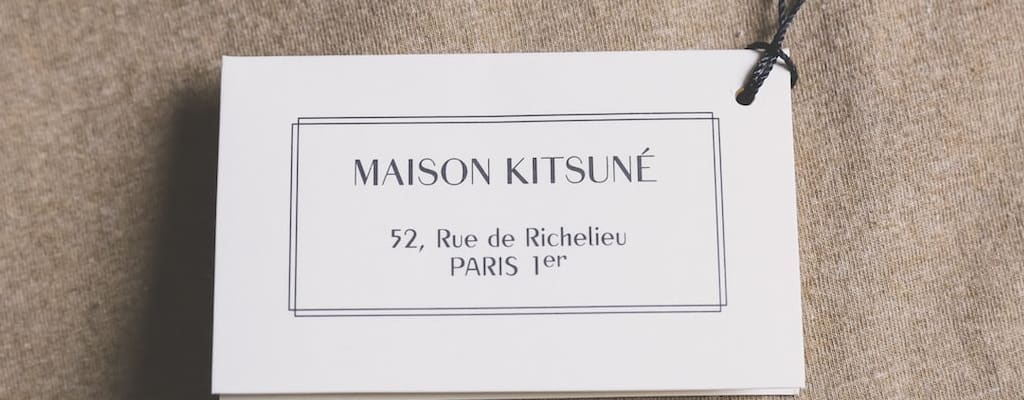 MAISON KITSUNÉ
52, Rue de Richelieu
PARIS 1er